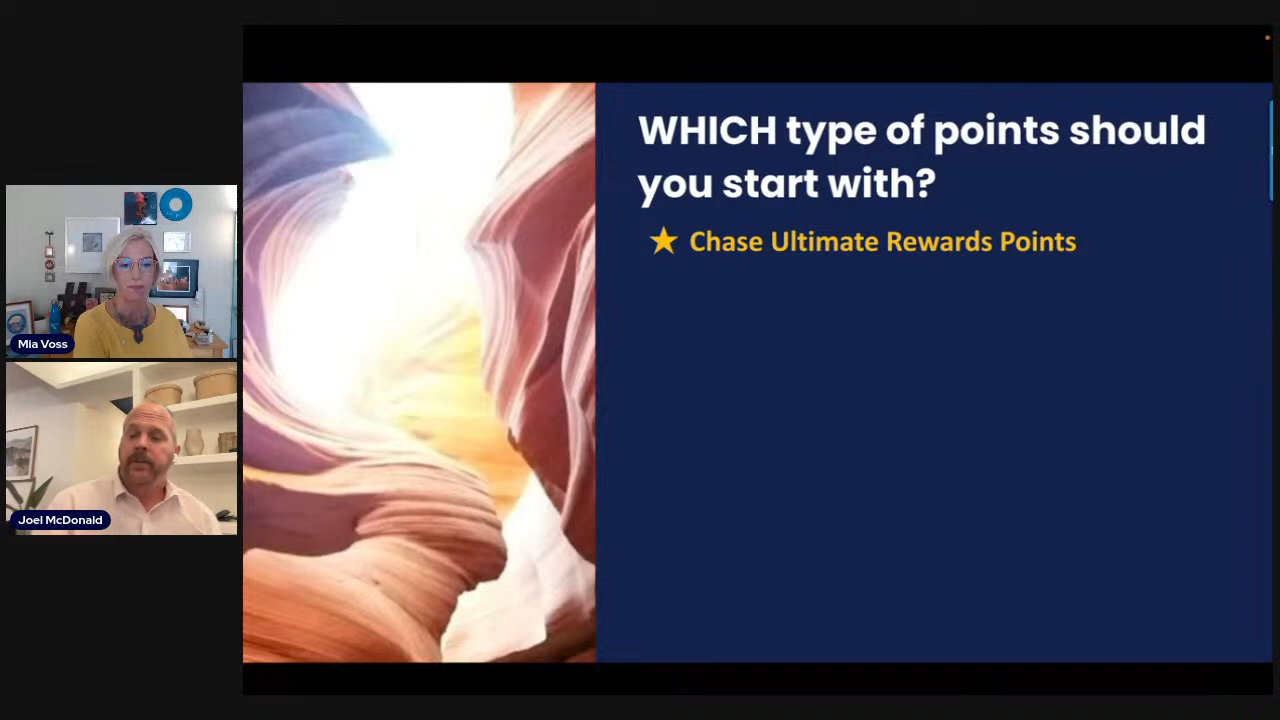 WHICH type of points should
you start with?
Chase Ultimate Rewards Points
Mia Voss
Joel McDonald